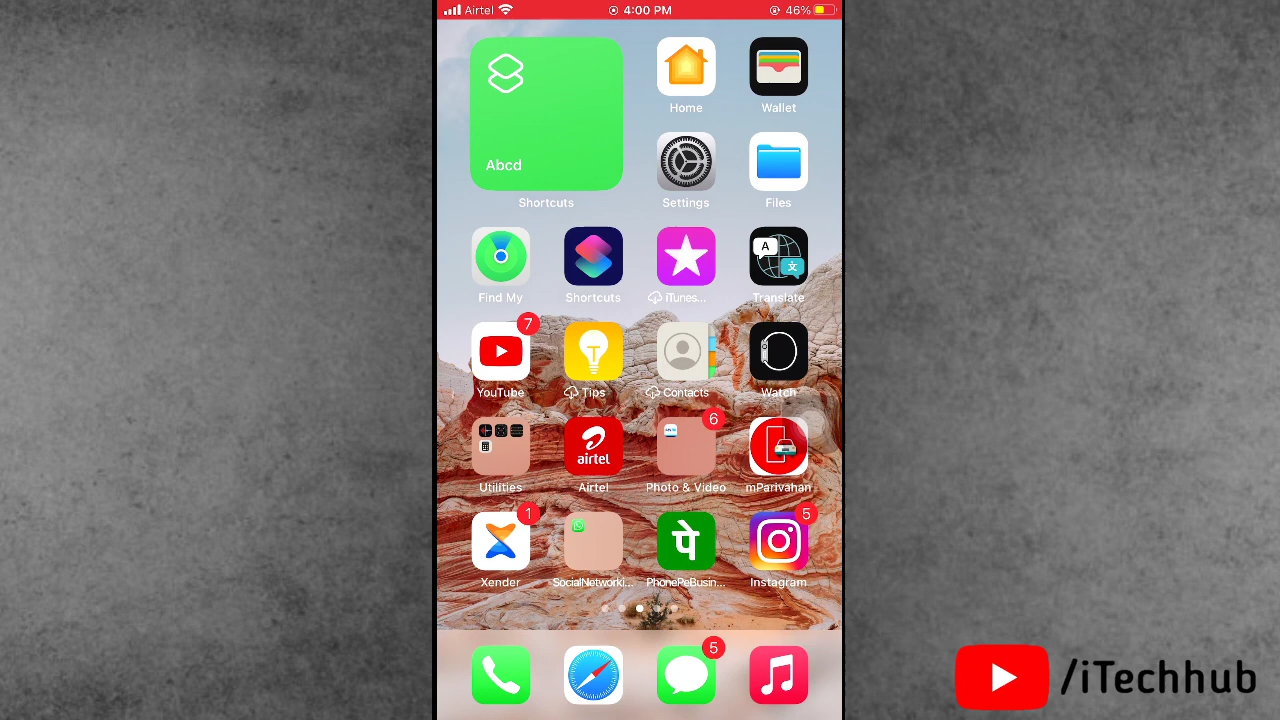 Airtel 4:00 PM 46%
Abcd
Shortcuts
Home Wallet
Settings Files
Find My Shortcuts iTunes... Translate
A 文
7
YouTube Tips Contacts Watch
6
airtel
Utilities Airtel Photo & Video mParivahan
1 5
पे
Xender SocialNetworki... PhonePeBusin... Instagram
5
/iTechhub